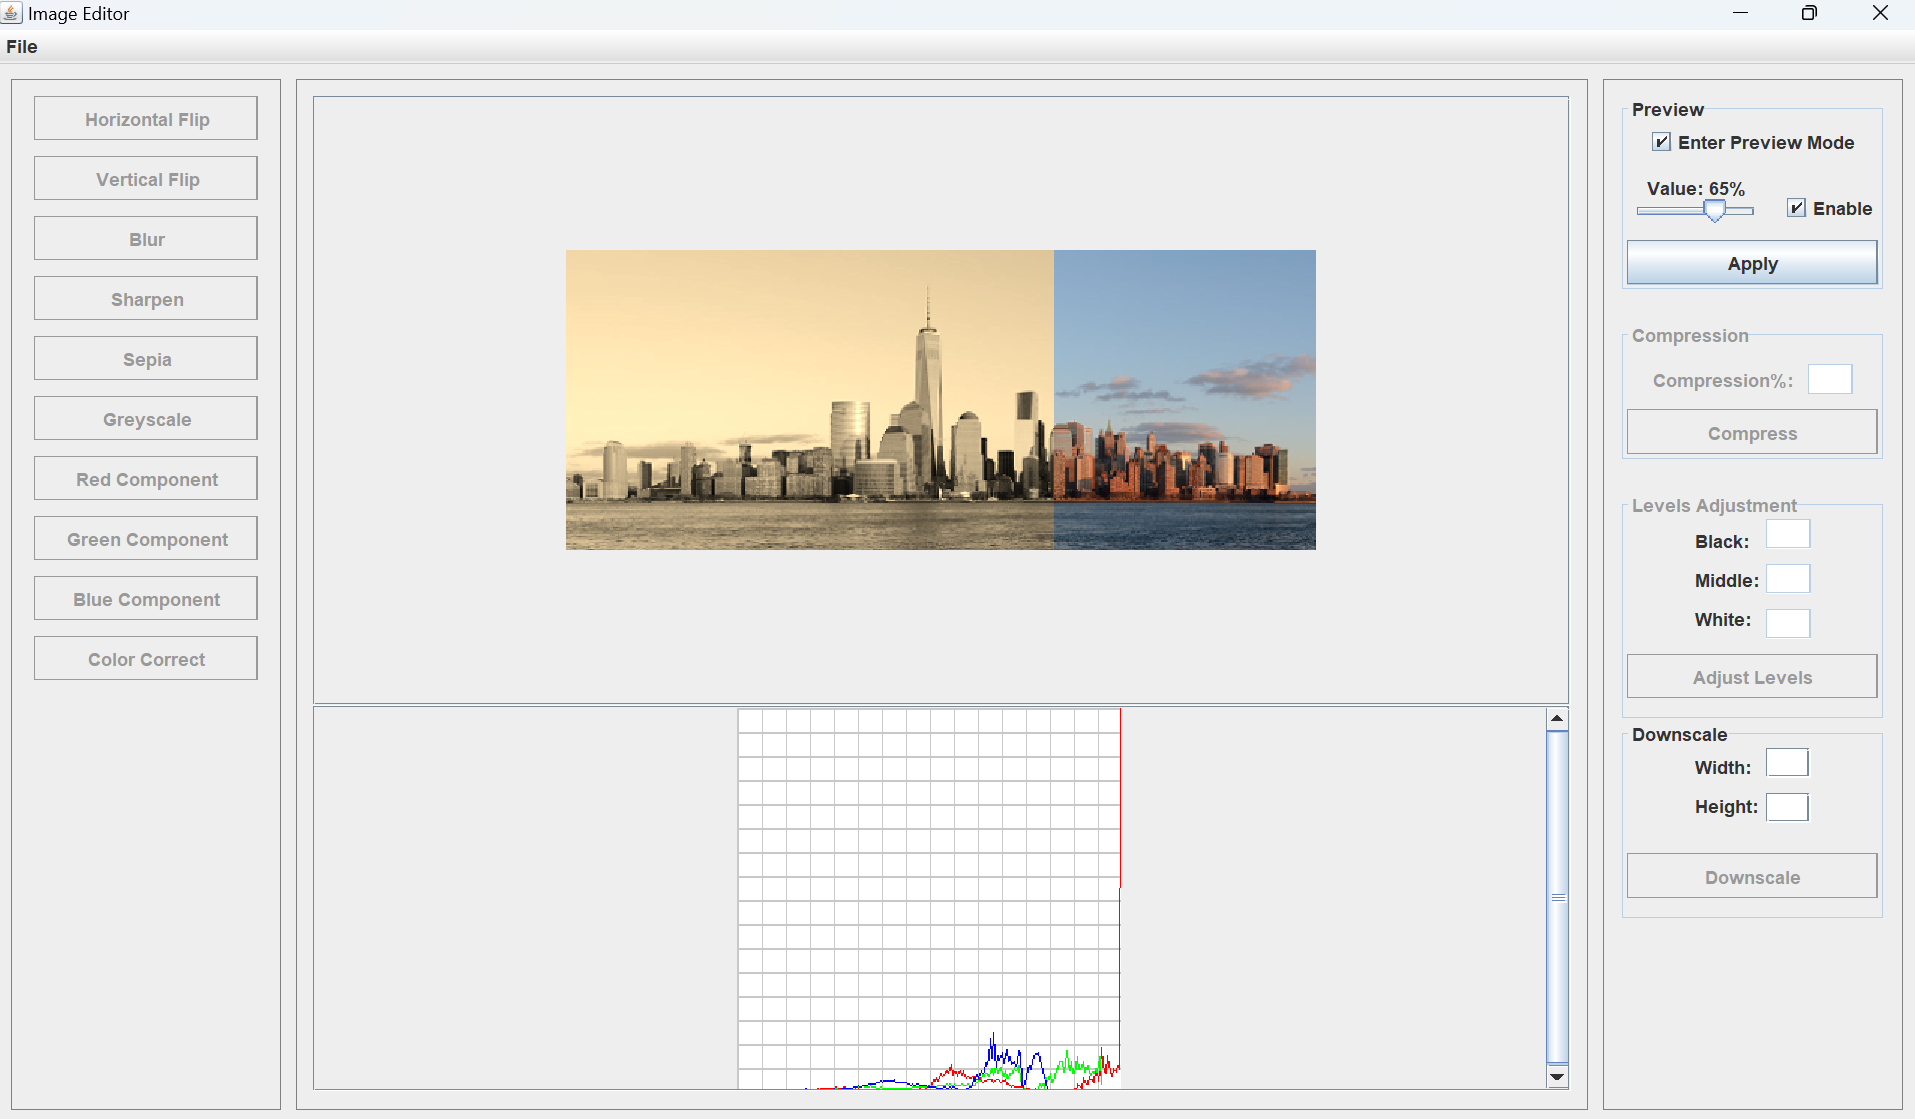 Image Editor
File
Horizontal Flip
Vertical Flip
Blur
Sharpen
Sepia
Greyscale
Red Component
Green Component
Blue Component
Color Correct
Preview
Enter Preview Mode
Value: 65%
Enable
Apply
Compression
Compression%:
Compress
Levels Adjustment
Black:
Middle:
White:
Adjust Levels
Downscale
Width:
Height:
Downscale